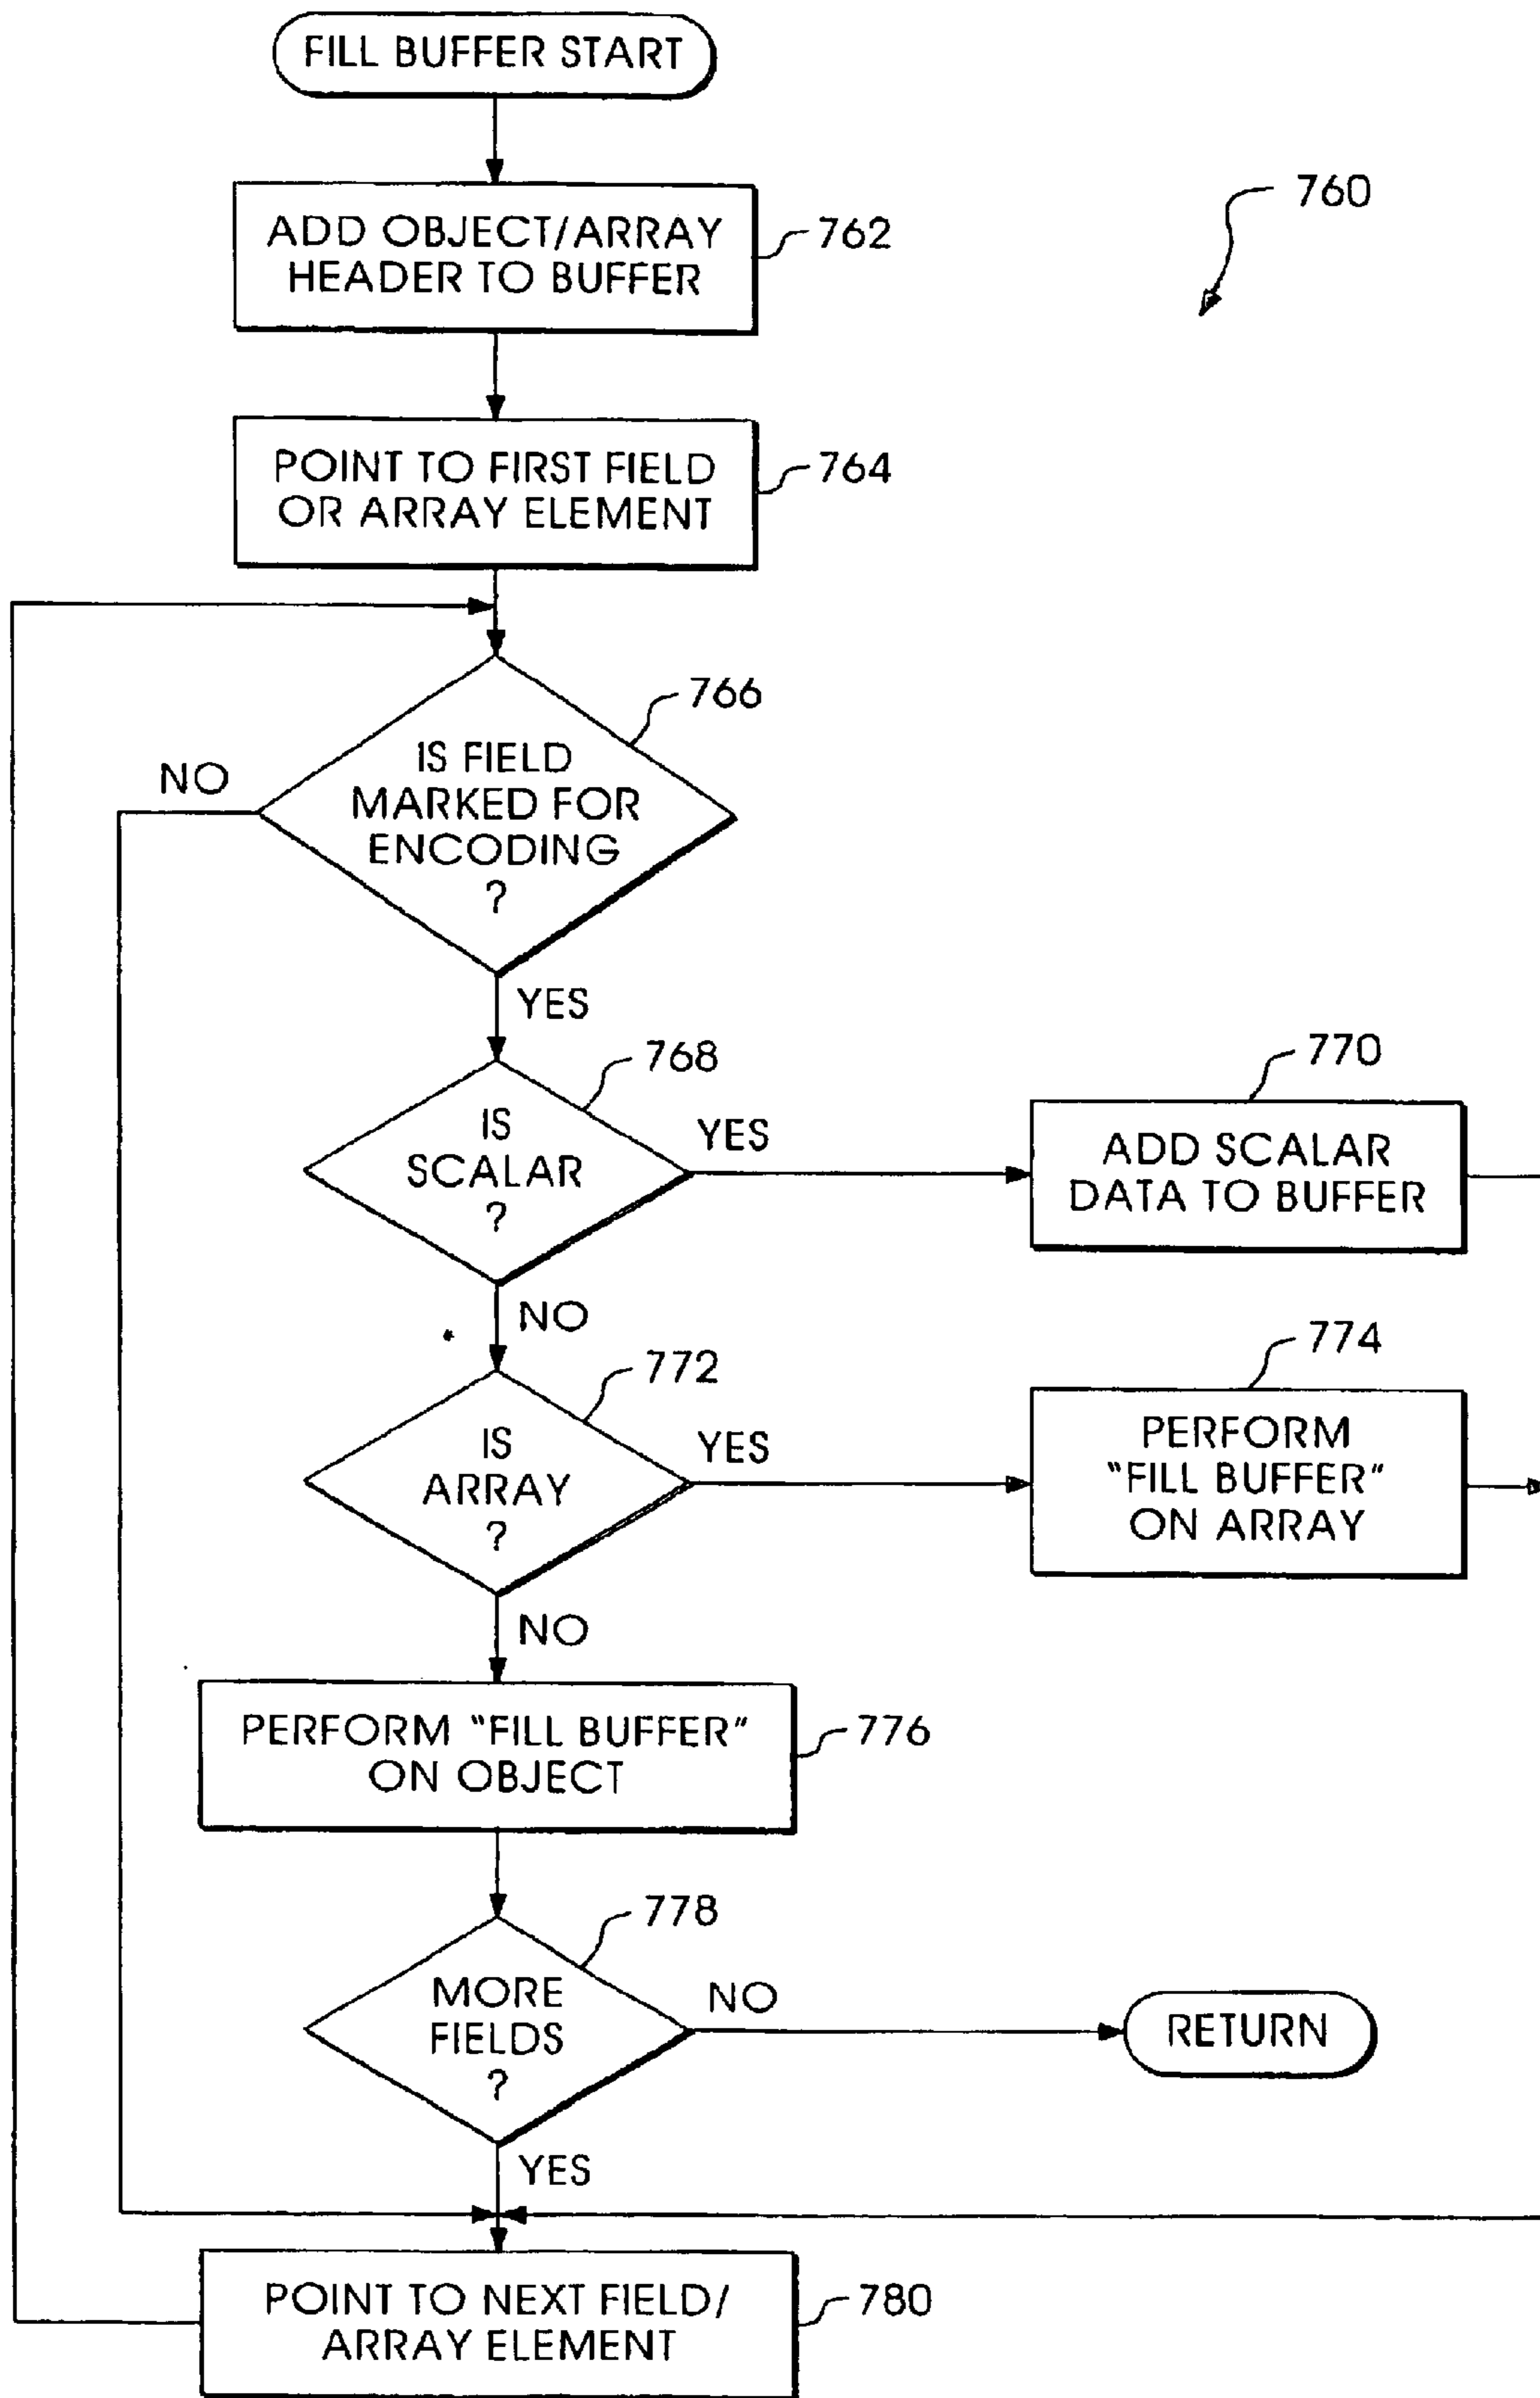 FILL BUFFER START
760
ADD OBJECT/ARRAY
HEADER TO BUFFER
762
POINT TO FIRST FIELD
OR ARRAY ELEMENT
764
766
IS FIELD
MARKED FOR
ENCODING
?
NO
YES
768
IS
SCALAR
?
YES
770
ADD SCALAR
DATA TO BUFFER
NO
772
IS
ARRAY
?
YES
774
PERFORM
"FILL BUFFER"
ON ARRAY
NO
PERFORM "FILL BUFFER"
ON OBJECT
776
778
MORE
FIELDS
?
NO
RETURN
YES
POINT TO NEXT FIELD/
ARRAY ELEMENT
780